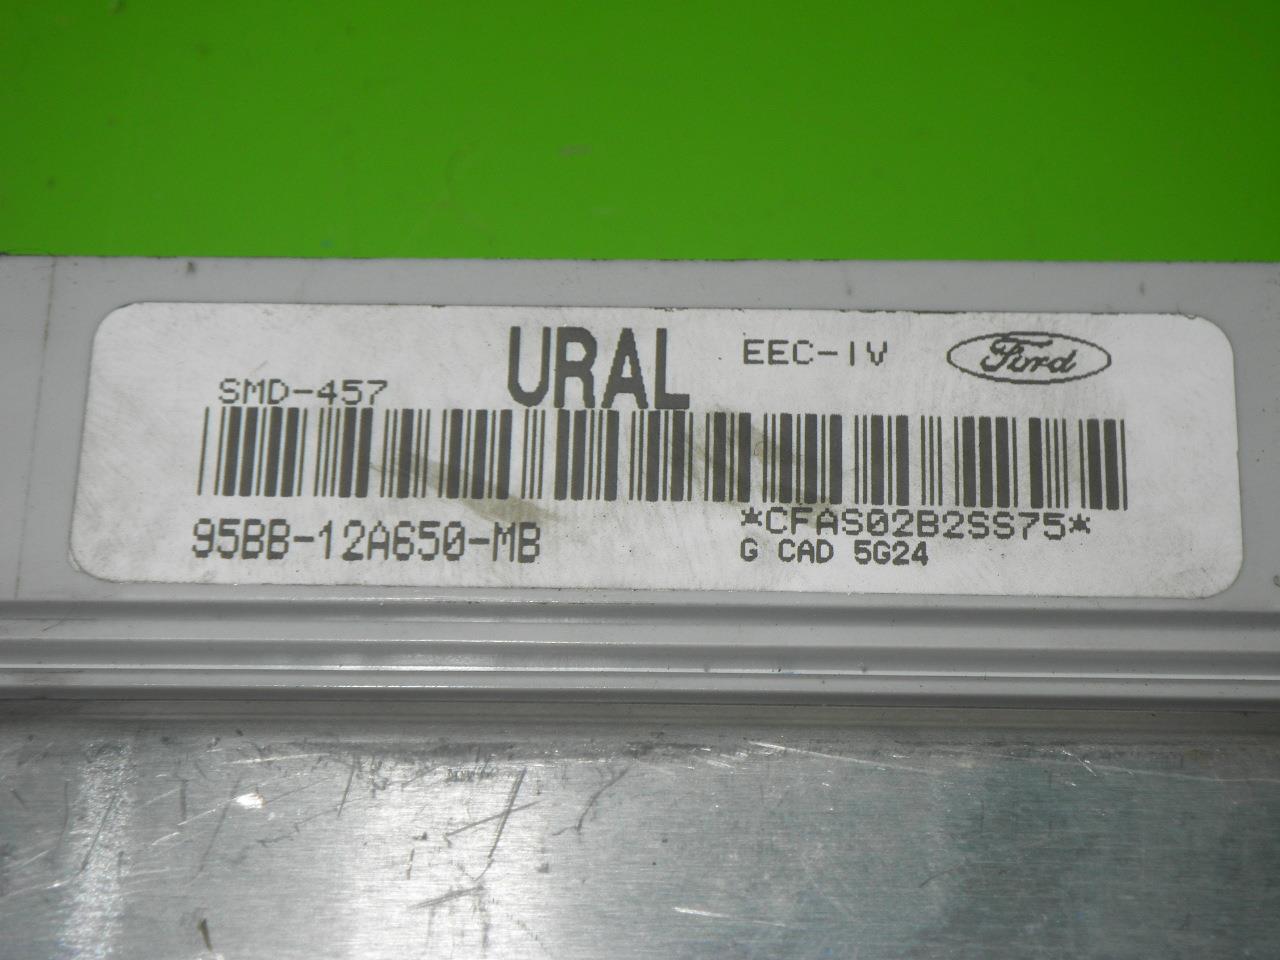 URAL EEC-IV Ford
SMD-457
95BB-12A650-MB *CFAS02B2SS75*
G CAD 5G24